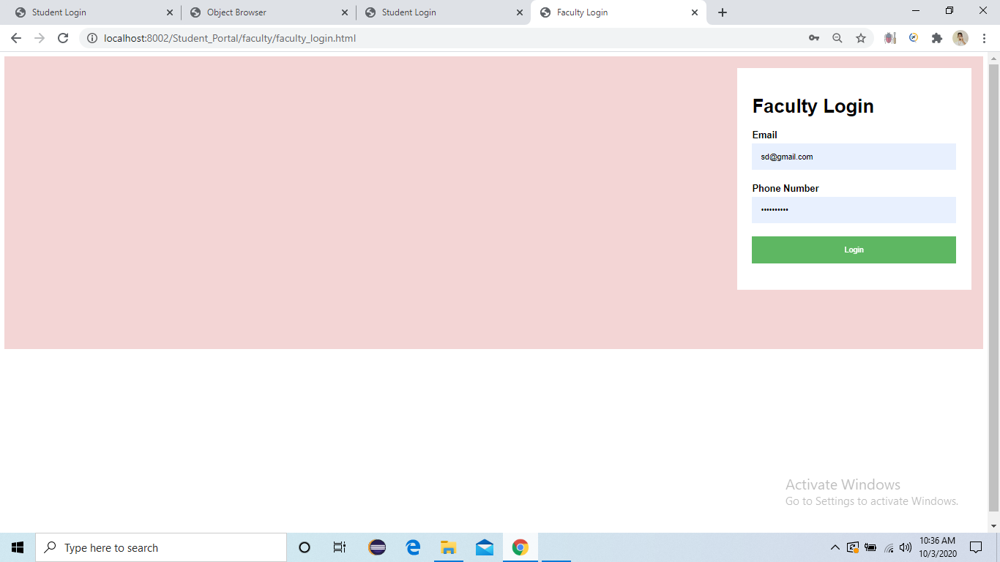 Student Login
Object Browser
Student Login
Faculty Login
localhost:8002/Student_Portal/faculty/faculty_login.html
Faculty Login
Email
sd@gmail.com
Phone Number
••••••••••
Login
Activate Windows
Go to Settings to activate Windows.
Type here to search
10:36 AM
10/3/2020